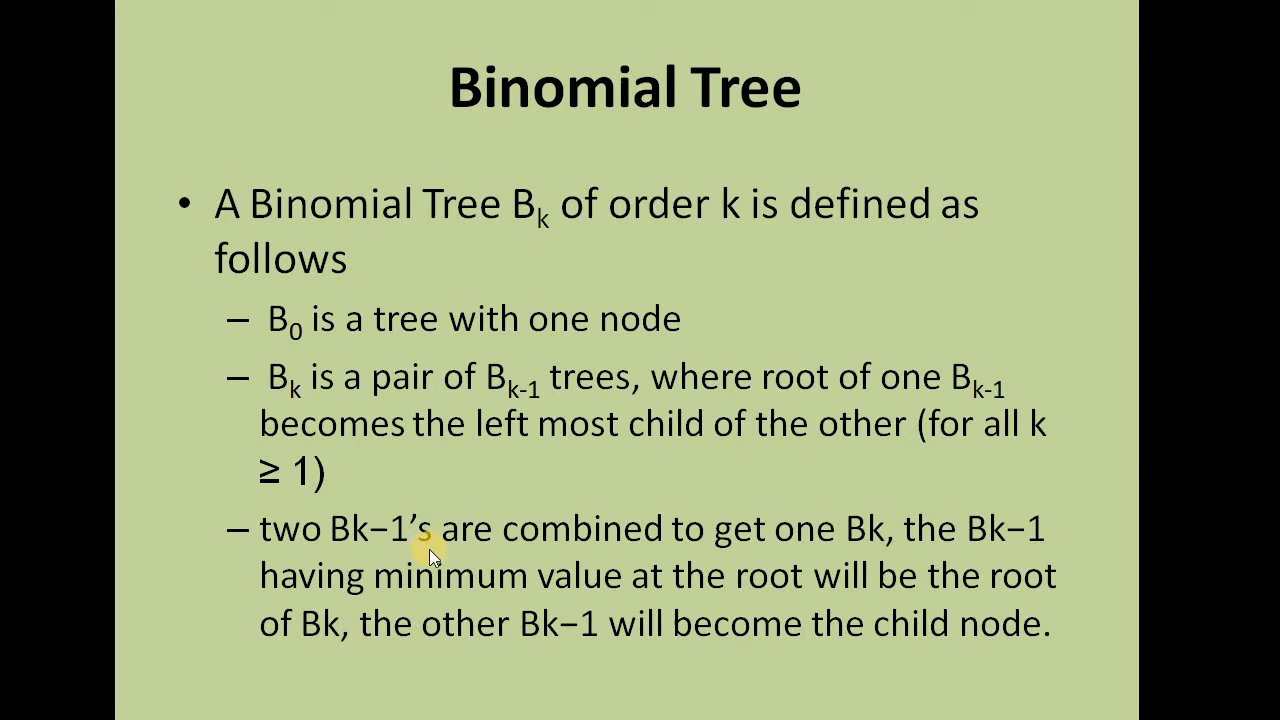 Binomial Tree
• A Binomial Tree Bk of order k is defined as
follows
– B0 is a tree with one node
– Bk is a pair of Bk-1 trees, where root of one Bk-1
becomes the left most child of the other (for all k
≥ 1)
– two Bk−1’s are combined to get one Bk, the Bk−1
having minimum value at the root will be the root
of Bk, the other Bk−1 will become the child node.